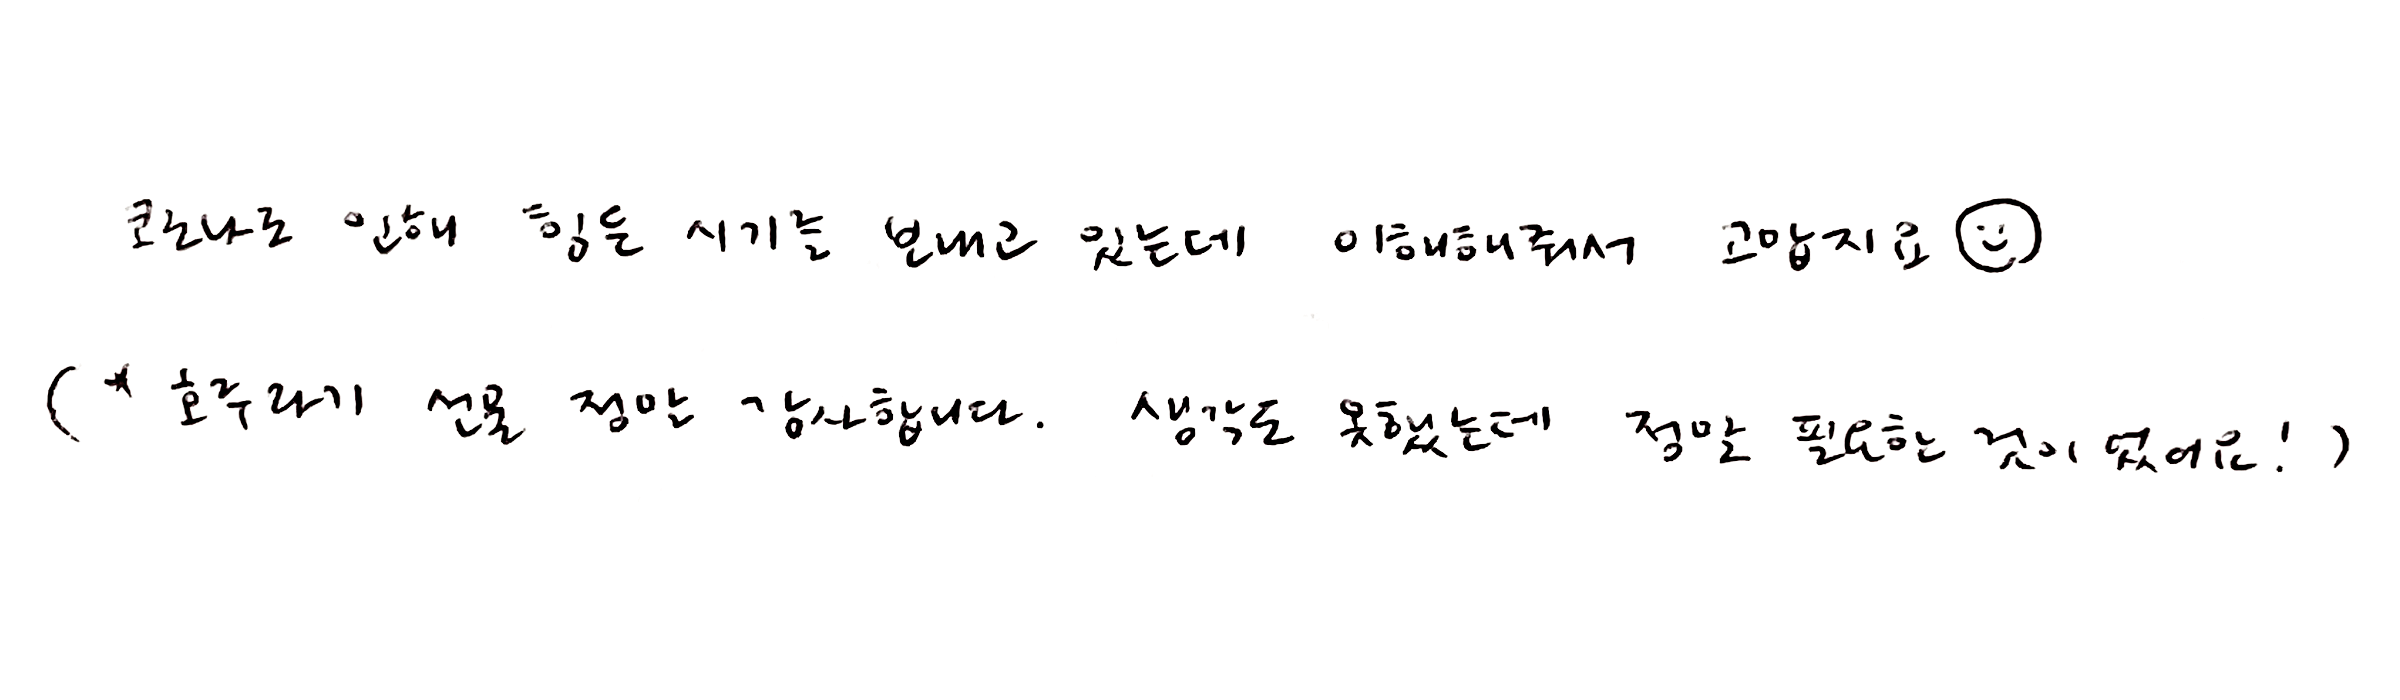 코로나로 인해 힘든 시기를 보내고 있는데 이해해줘서 고맙지요
(* 호루라기 선물 정말 감사합니다. 생각도 못했는데 정말 필요한 것이었어요!)